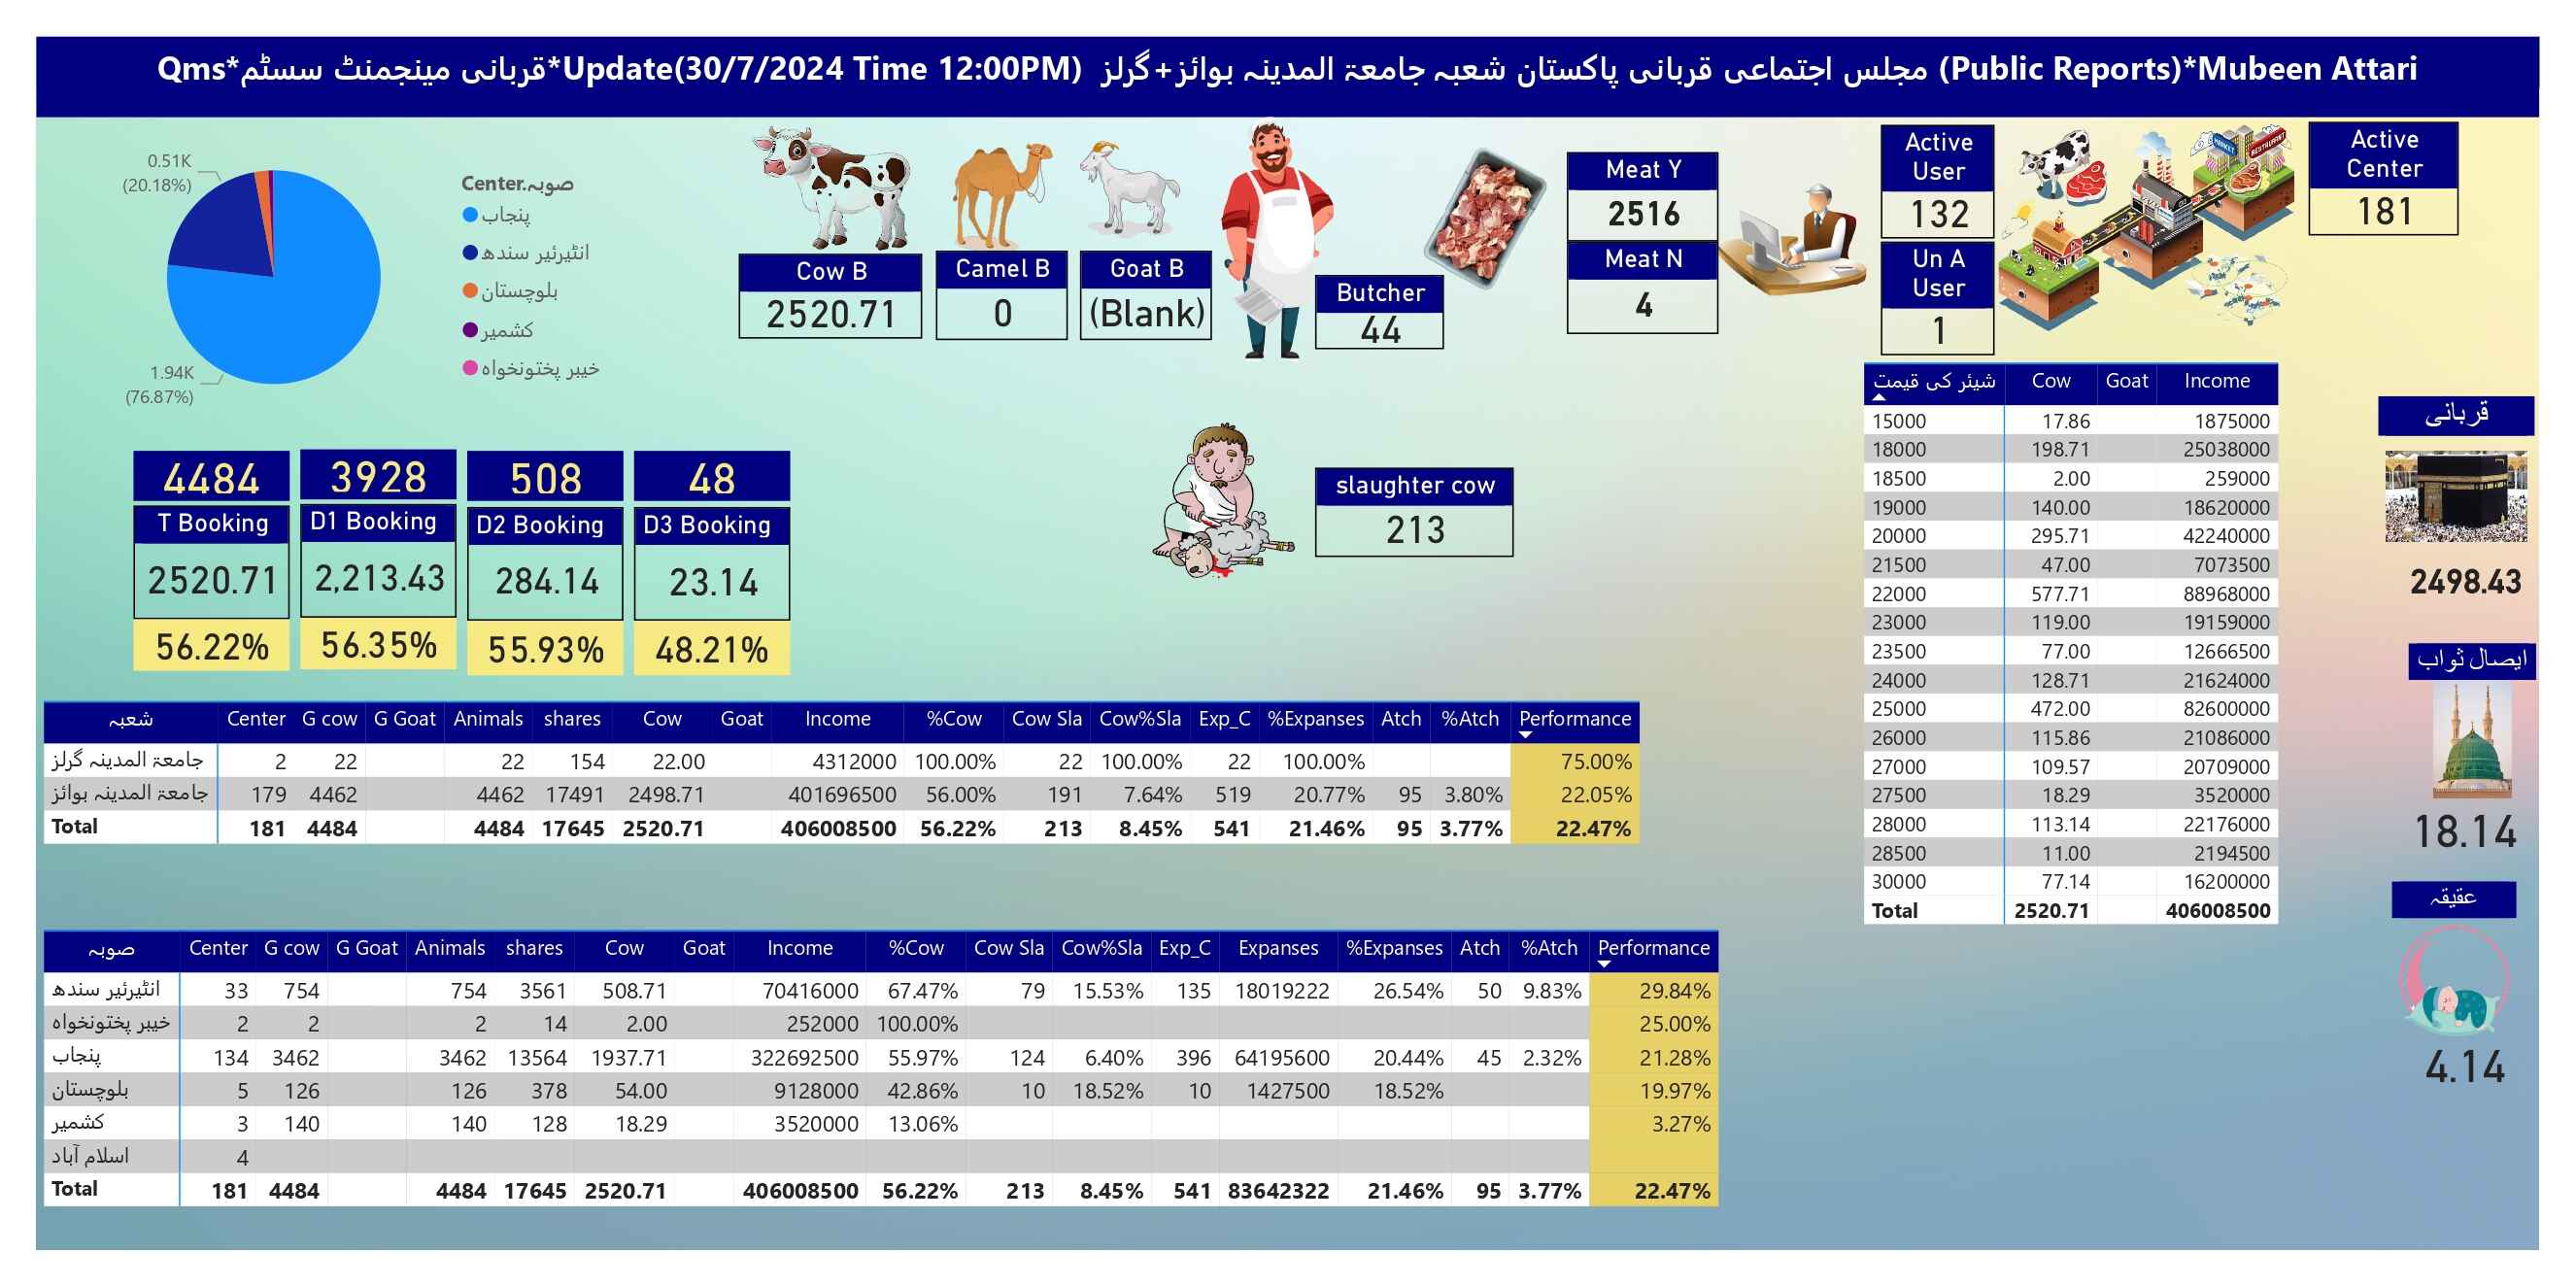 Qms*قربانی مینجمنٹ سسٹم*Update(30/7/2024 Time 12:00PM) مجلس اجتماعی قربانی پاکستان شعبہ جامعۃ المدینہ بوائز+گرلز (Public Reports)*Mubeen Attari
0.51K
(20.18%)
1.94K
(76.87%)
Center.صوبہ
پنجاب
انٹیرئیر سندھ
بلوچستان
کشمیر
خیبر پختونخواہ
Cow B
2520.71
Camel B
0
Goat B
(Blank)
Butcher
44
Meat Y
2516
Meat N
4
Active User
132
Un A User
1
MARKET
RESTAURANT
Active Center
181
4484 3928 508 48
T Booking D1 Booking D2 Booking D3 Booking
2520.71 2,213.43 284.14 23.14
56.22% 56.35% 55.93% 48.21%
slaughter cow
213
شیئر کی قیمت Cow Goat Income
15000 17.86 1875000
18000 198.71 25038000
18500 2.00 259000
19000 140.00 18620000
20000 295.71 42240000
21500 47.00 7073500
22000 577.71 88968000
23000 119.00 19159000
23500 77.00 12666500
24000 128.71 21624000
25000 472.00 82600000
26000 115.86 21086000
27000 109.57 20709000
27500 18.29 3520000
28000 113.14 22176000
28500 11.00 2194500
30000 77.14 16200000
Total 2520.71 406008500
قربانی
2498.43
ایصال ثواب
18.14
عقیقہ
4.14
شعبہ Center G cow G Goat Animals shares Cow Goat Income %Cow Cow Sla Cow%Sla Exp_C %Expanses Atch %Atch Performance
جامعۃ المدینہ گرلز 2 22 22 154 22.00 4312000 100.00% 22 100.00% 22 100.00% 75.00%
جامعۃ المدینہ بوائز 179 4462 4462 17491 2498.71 401696500 56.00% 191 7.64% 519 20.77% 95 3.80% 22.05%
Total 181 4484 4484 17645 2520.71 406008500 56.22% 213 8.45% 541 21.46% 95 3.77% 22.47%
صوبہ Center G cow G Goat Animals shares Cow Goat Income %Cow Cow Sla Cow%Sla Exp_C Expanses %Expanses Atch %Atch Performance
انٹیرئیر سندھ 33 754 754 3561 508.71 70416000 67.47% 79 15.53% 135 18019222 26.54% 50 9.83% 29.84%
خیبر پختونخواہ 2 2 2 14 2.00 252000 100.00% 25.00%
پنجاب 134 3462 3462 13564 1937.71 322692500 55.97% 124 6.40% 396 64195600 20.44% 45 2.32% 21.28%
بلوچستان 5 126 126 378 54.00 9128000 42.86% 10 18.52% 10 1427500 18.52% 19.97%
کشمیر 3 140 140 128 18.29 3520000 13.06% 3.27%
اسلام آباد 4
Total 181 4484 4484 17645 2520.71 406008500 56.22% 213 8.45% 541 83642322 21.46% 95 3.77% 22.47%